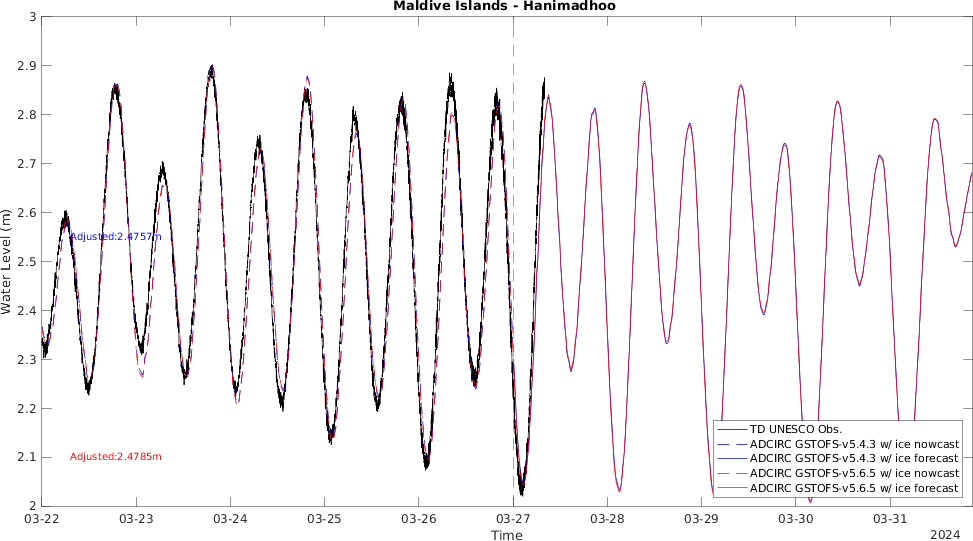 Maldive Islands - Hanimadhoo
3
2.9
2.8
2.7
2.6
2.5
2.4
2.3
2.2
2.1
2
Water Level (m)
Adjusted:2.4757m
Adjusted:2.4785m
TD UNESCO Obs.
ADCIRC GSTOFS-v5.4.3 w/ ice nowcast
ADCIRC GSTOFS-v5.4.3 w/ ice forecast
ADCIRC GSTOFS-v5.6.5 w/ ice nowcast
ADCIRC GSTOFS-v5.6.5 w/ ice forecast
03-22 03-23 03-24 03-25 03-26 03-27 03-28 03-29 03-30 03-31
Time
2024